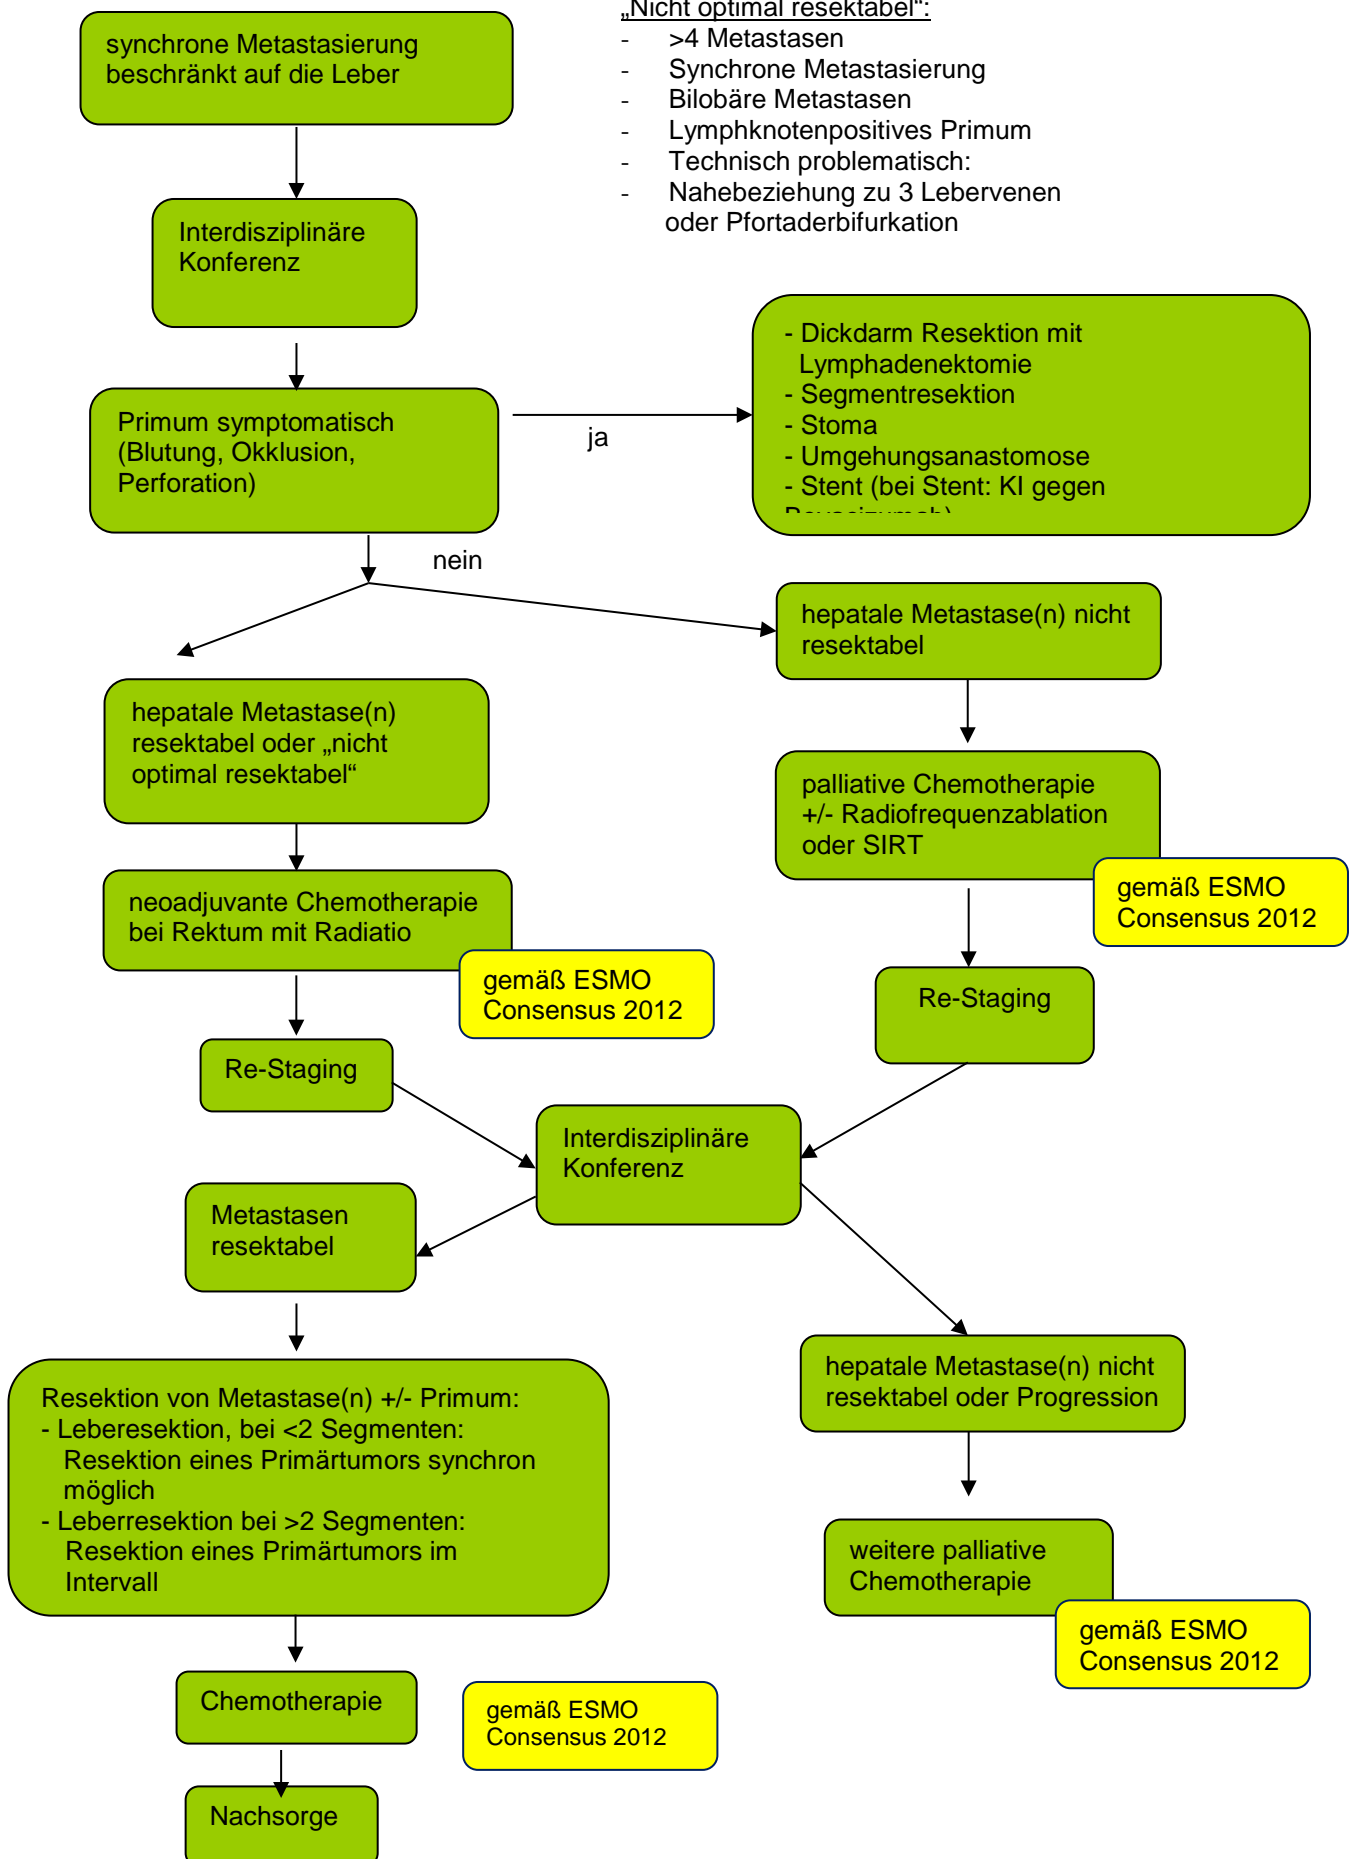 „Nicht optimal resektabel“:
- >4 Metastasen
- Synchrone Metastasierung
- Bilobäre Metastasen
- Lymphknotenpositives Primum
- Technisch problematisch:
- Nahebeziehung zu 3 Lebervenen
oder Pfortaderbifurkation
synchrone Metastasierung
beschränkt auf die Leber
Interdisziplinäre
Konferenz
Primum symptomatisch
(Blutung, Okklusion,
Perforation)
ja
- Dickdarm Resektion mit
Lymphadenektomie
- Segmentresektion
- Stoma
- Umgehungsanastomose
- Stent (bei Stent: KI gegen
Bevacizumab)
nein
hepatale Metastase(n) nicht
resektabel
hepatale Metastase(n)
resektabel oder „nicht
optimal resektabel“
palliative Chemotherapie
+/- Radiofrequenzablation
oder SIRT
gemäß ESMO
Consensus 2012
neoadjuvante Chemotherapie
bei Rektum mit Radiatio
gemäß ESMO
Consensus 2012
Re-Staging
Re-Staging
Interdisziplinäre
Konferenz
Metastasen
resektabel
hepatale Metastase(n) nicht
resektabel oder Progression
Resektion von Metastase(n) +/- Primum:
- Leberesektion, bei <2 Segmenten:
Resektion eines Primärtumors synchron
möglich
- Leberresektion bei >2 Segmenten:
Resektion eines Primärtumors im
Intervall
weitere palliative
Chemotherapie
gemäß ESMO
Consensus 2012
Chemotherapie
gemäß ESMO
Consensus 2012
Nachsorge